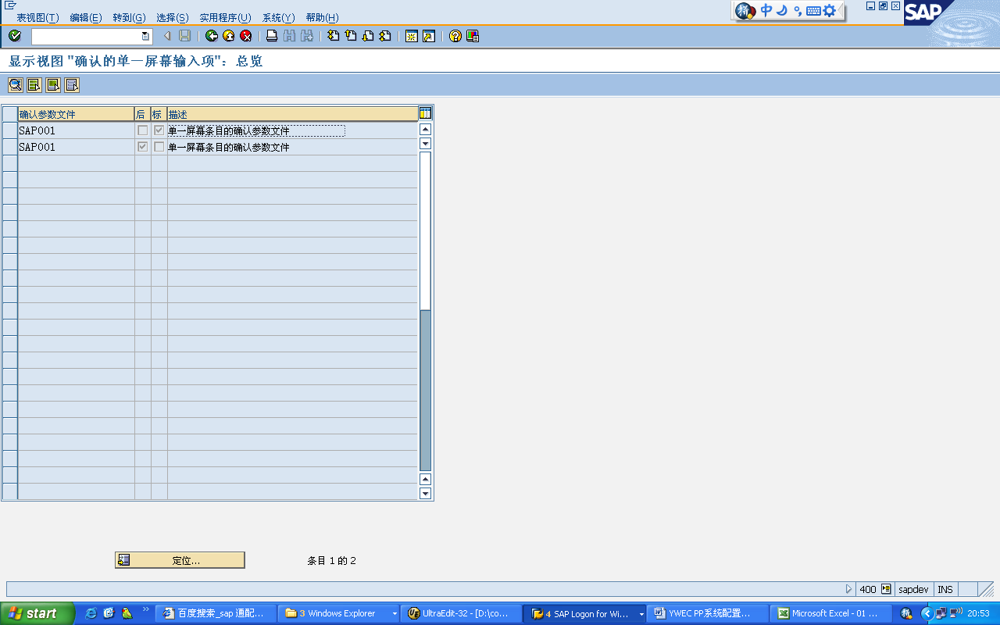 表视图(T) 编辑(E) 转到(G) 选择(S) 实用程序(U) 系统(Y) 帮助(H)
中
SAP
显示视图 "确认的单一屏幕输入项": 总览
确认参数文件 后 标 描述
SAP001 单一屏幕条目的确认参数文件
SAP001 单一屏幕条目的确认参数文件
定位... 条目 1 的 2
400 sapdev INS
start 百度搜索_sap 通配... 3 Windows Explorer UltraEdit-32 - [D:\co... 4 SAP Logon for Wi... YWEC PP系统配置... Microsoft Excel - 01 ... 20:53